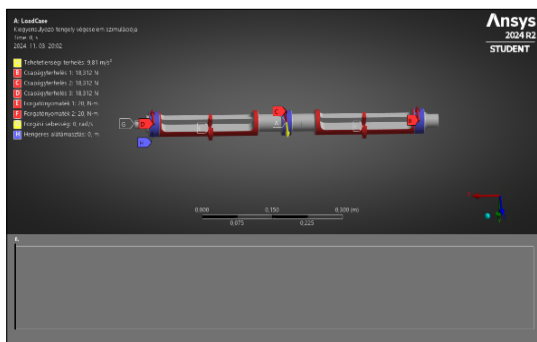 A: LoadCase
Kiegyensúlyozó tengely végeselem szimulációja
Time: 0, s
2024. 11. 03. 20:02
Tehetetlenségi terhelés: 9,81 m/s²
B Csapágyterhelés 1: 18,312 N
C Csapágyterhelés 2: 18,312 N
D Csapágyterhelés 3: 18,312 N
E Forgatónyomaték 1: 20, N·m
F Forgatónyomaték 2: 20, N·m
Forgási sebesség: 0, rad/s
H Hengeres alátámasztás: 0, m
Ansys
2024 R2
STUDENT
G
D
H
C
A
B
0,000
0,150
0,300 (m)
0,075
0,225
0,